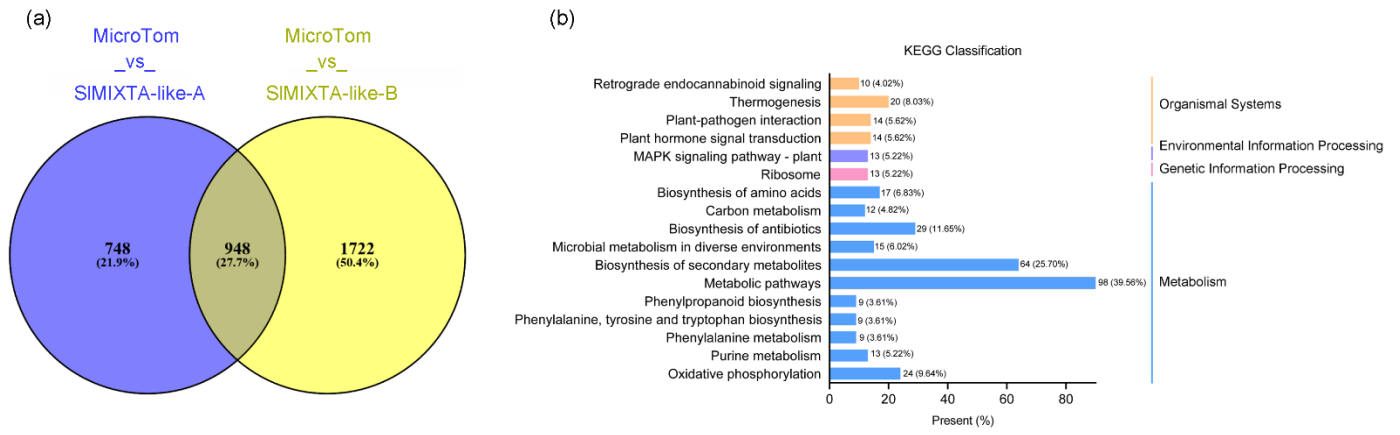 (a)
MicroTom
_vs_
SlMIXTA-like-A
MicroTom
_vs_
SlMIXTA-like-B
748
(21.9%)
948
(27.7%)
1722
(50.4%)
(b)
KEGG Classification
Retrograde endocannabinoid signaling 10 (4.02%)
Thermogenesis 20 (8.03%)
Plant-pathogen interaction 14 (5.62%)
Plant hormone signal transduction 14 (5.62%)
MAPK signaling pathway - plant 13 (5.22%)
Ribosome 13 (5.22%)
Biosynthesis of amino acids 17 (6.83%)
Carbon metabolism 12 (4.82%)
Biosynthesis of antibiotics 29 (11.65%)
Microbial metabolism in diverse environments 15 (6.02%)
Biosynthesis of secondary metabolites 64 (25.70%)
Metabolic pathways 98 (39.56%)
Phenylpropanoid biosynthesis 9 (3.61%)
Phenylalanine, tyrosine and tryptophan biosynthesis 9 (3.61%)
Phenylalanine metabolism 9 (3.61%)
Purine metabolism 13 (5.22%)
Oxidative phosphorylation 24 (9.64%)
0 20 40 60 80
Present (%)
Organismal Systems
Environmental Information Processing
Genetic Information Processing
Metabolism